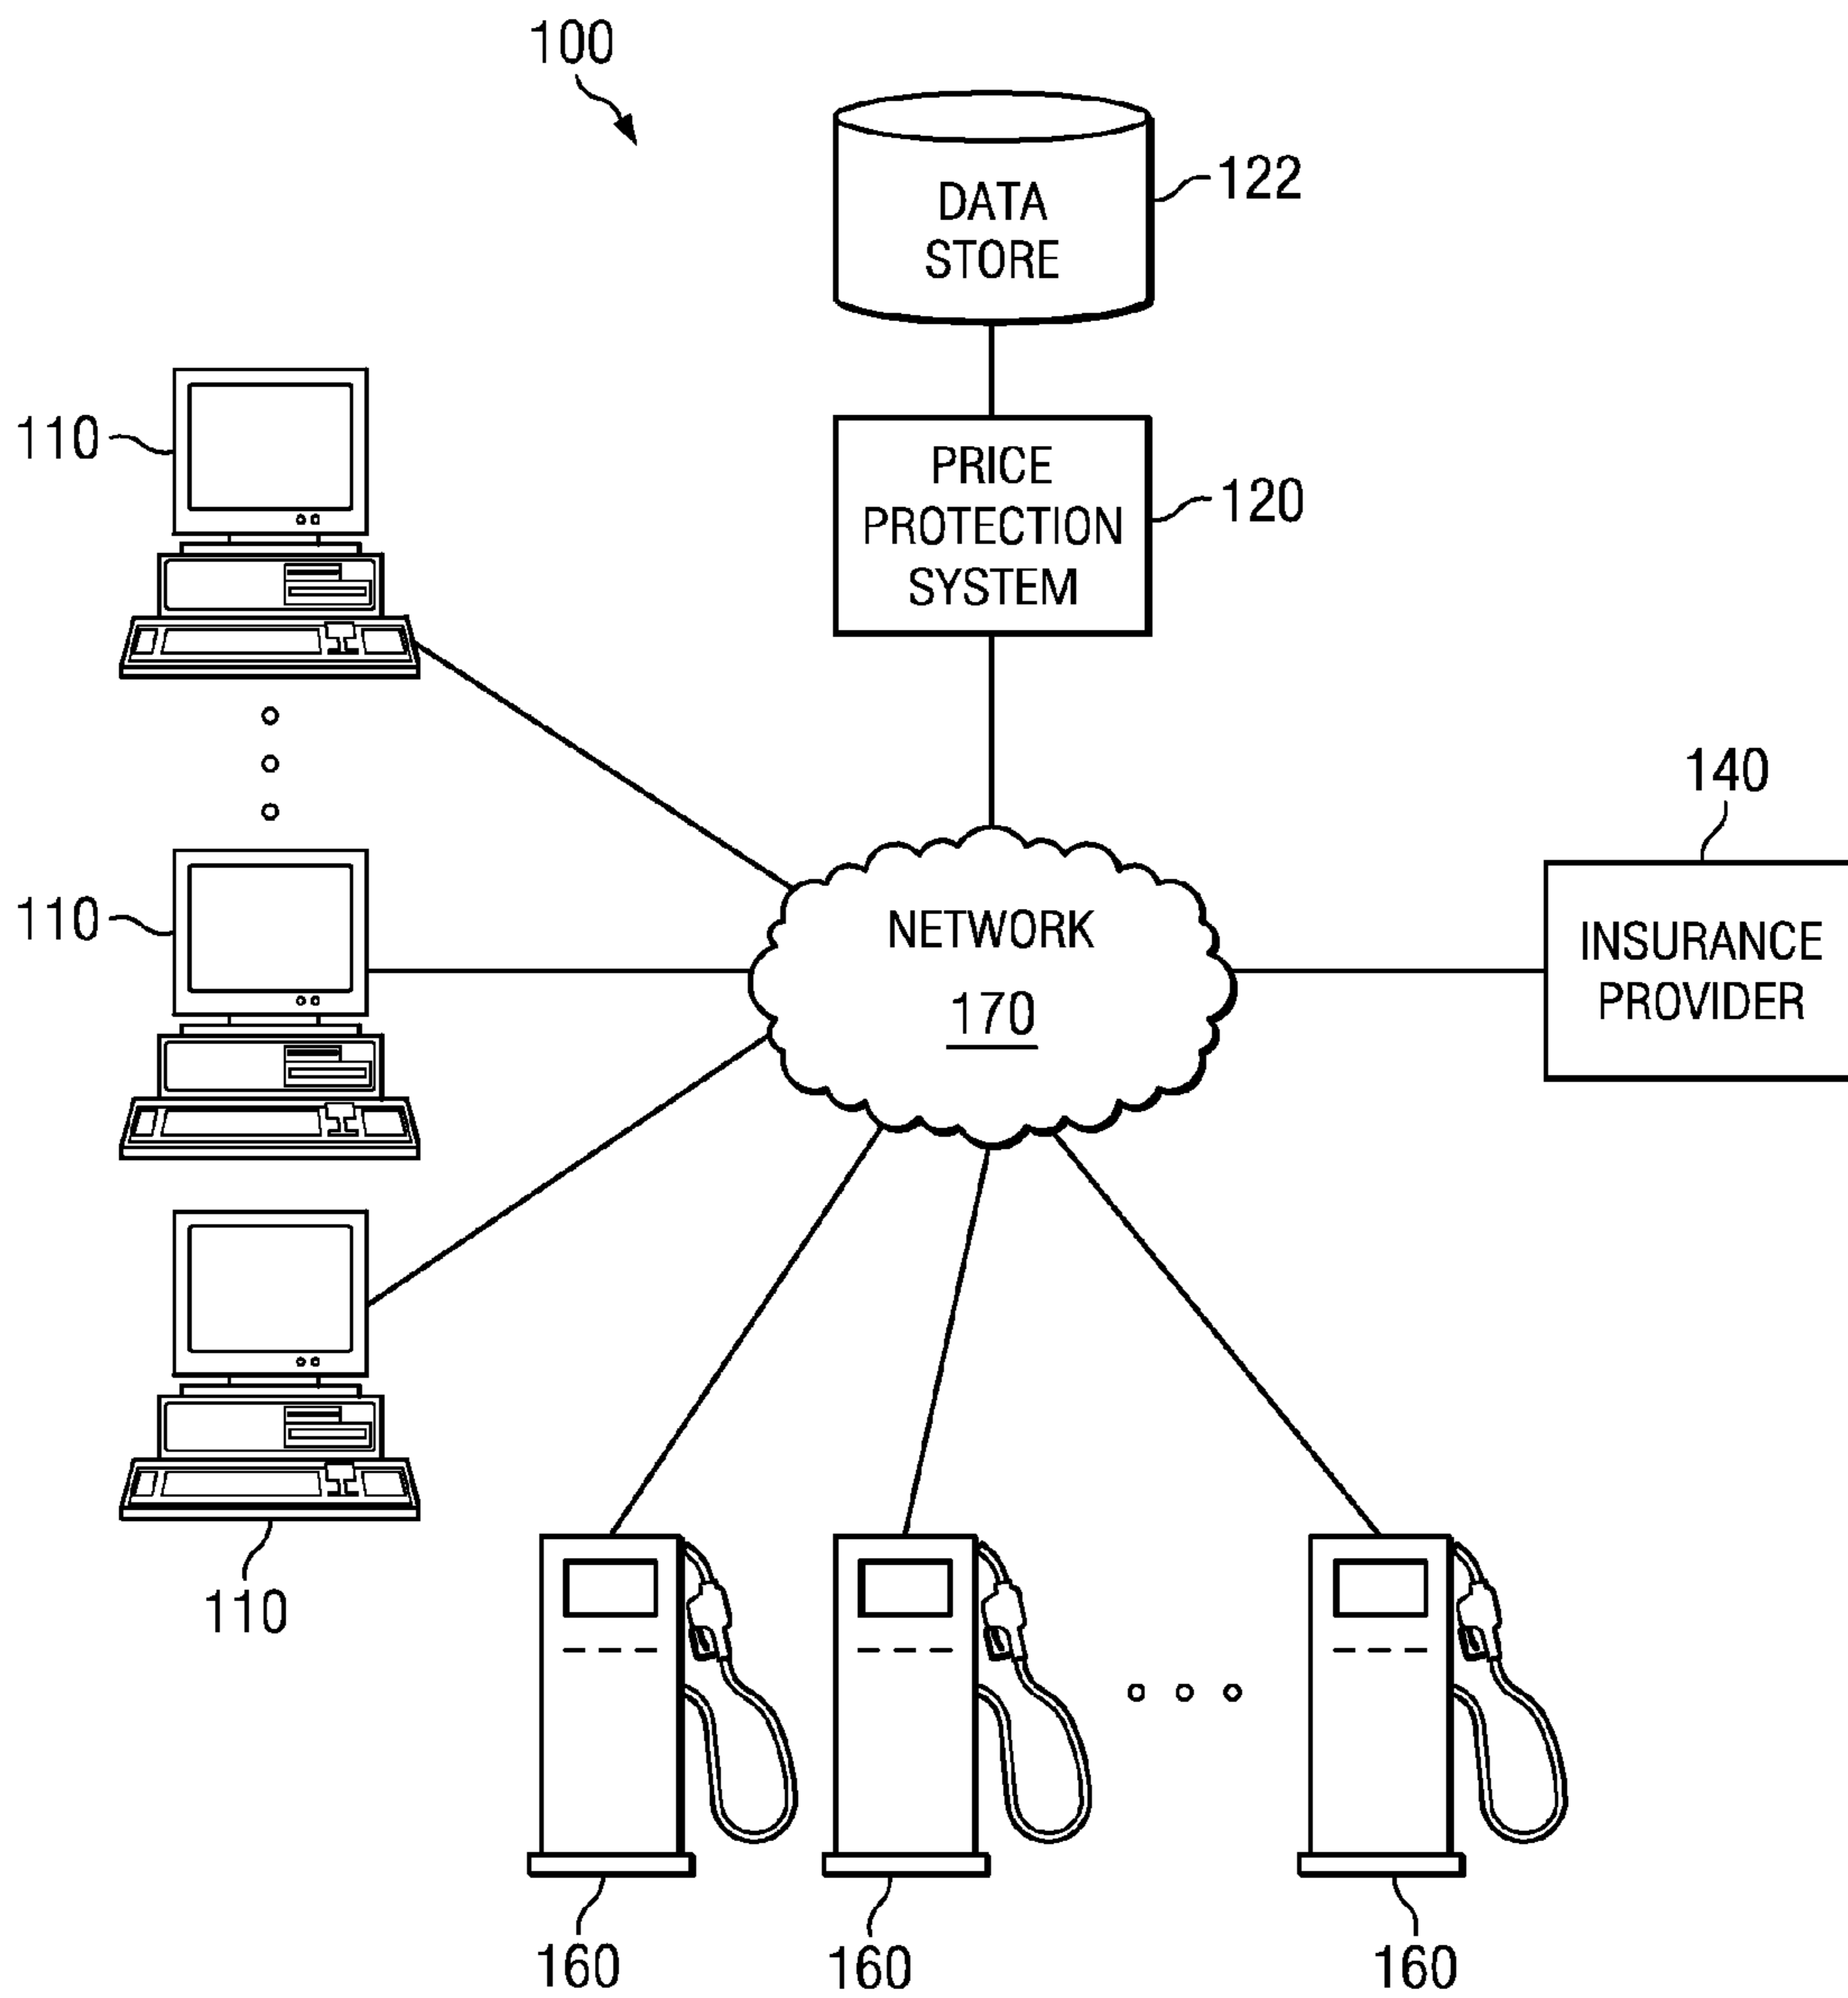 100
DATA
STORE
122
110
PRICE
PROTECTION
SYSTEM
120
140
110
NETWORK
170
INSURANCE
PROVIDER
110
160
160
160